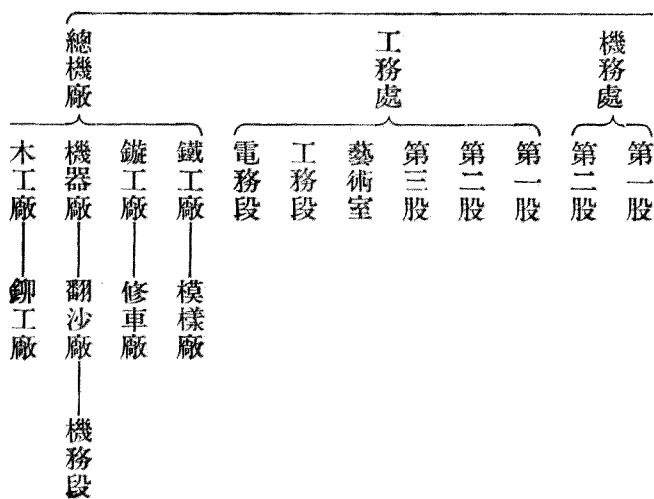 機務處
第一股
第二股
工務處
第一股
第二股
第三股
藝術室
工務段
電務段
總機廠
鐵工廠
模樣廠
鏇工廠
修車廠
機器廠
翻沙廠
機務段
木工廠
鉚工廠